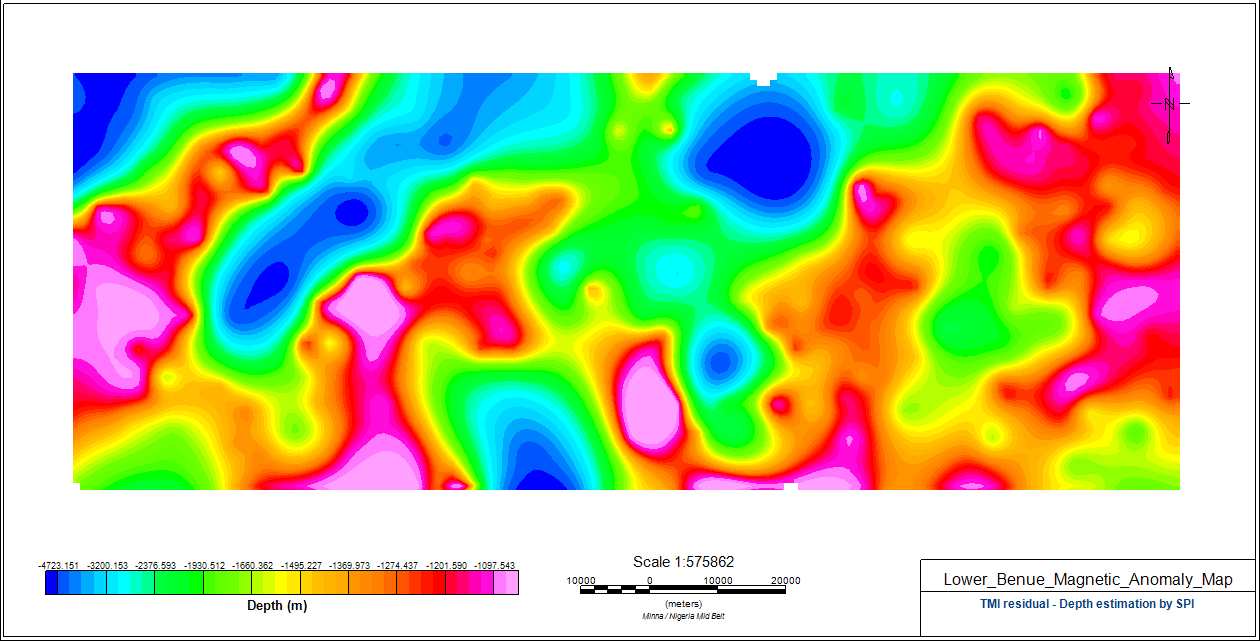 N
-4723.151 -3200.153 -2376.593 -1930.512 -1660.362 -1495.227 -1369.973 -1274.437 -1201.590 -1097.543
Depth (m)
Scale 1:575862
10000 0 10000 20000
(meters)
Minna / Nigeria Mid Belt
Lower_Benue_Magnetic_Anomaly_Map
TMI residual - Depth estimation by SPI